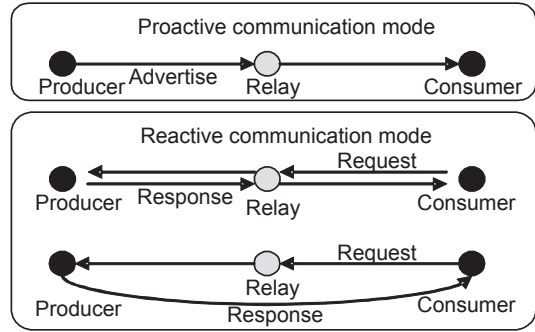 Proactive communication mode
Advertise
Producer Relay Consumer
Reactive communication mode
Request
Response
Producer Relay Consumer
Request
Relay
Producer Consumer
Response